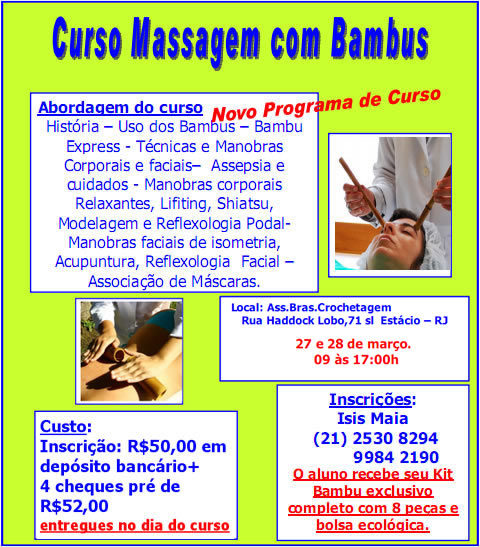 Curso Massagem com Bambus
Abordagem do curso
Novo Programa de Curso
História – Uso dos Bambus – Bambu
Express - Técnicas e Manobras
Corporais e faciais– Assepsia e
cuidados - Manobras corporais
Relaxantes, Lifiting, Shiatsu,
Modelagem e Reflexologia Podal-
Manobras faciais de isometria,
Acupuntura, Reflexologia Facial –
Associação de Máscaras.
Local: Ass.Bras.Crochetagem
Rua Haddock Lobo,71 sl Estácio – RJ
27 e 28 de março.
09 às 17:00h
Custo:
Inscrição: R$50,00 em
depósito bancário+
4 cheques pré de
R$52,00
entregues no dia do curso
Inscrições:
Isis Maia
(21) 2530 8294
9984 2190
O aluno recebe seu Kit
Bambu exclusivo
completo com 8 pecas e
bolsa ecológica.